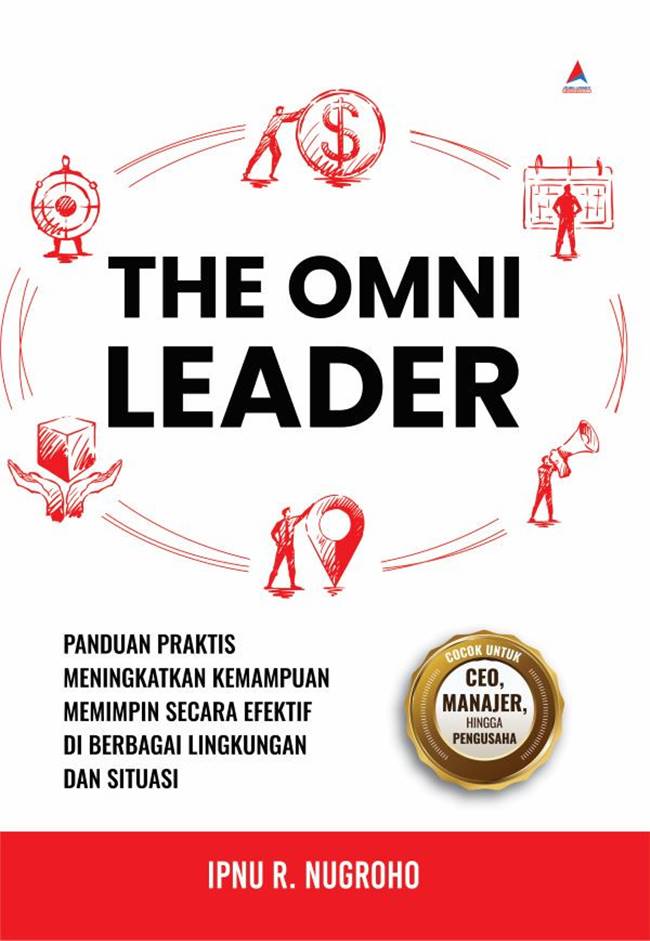 THE OMNI
LEADER
PANDUAN PRAKTIS
MENINGKATKAN KEMAMPUAN
MEMIMPIN SECARA EFEKTIF
DI BERBAGAI LINGKUNGAN
DAN SITUASI
COCOK UNTUK
CEO,
MANAJER,
HINGGA
PENGUSAHA
IPNU R. NUGROHO